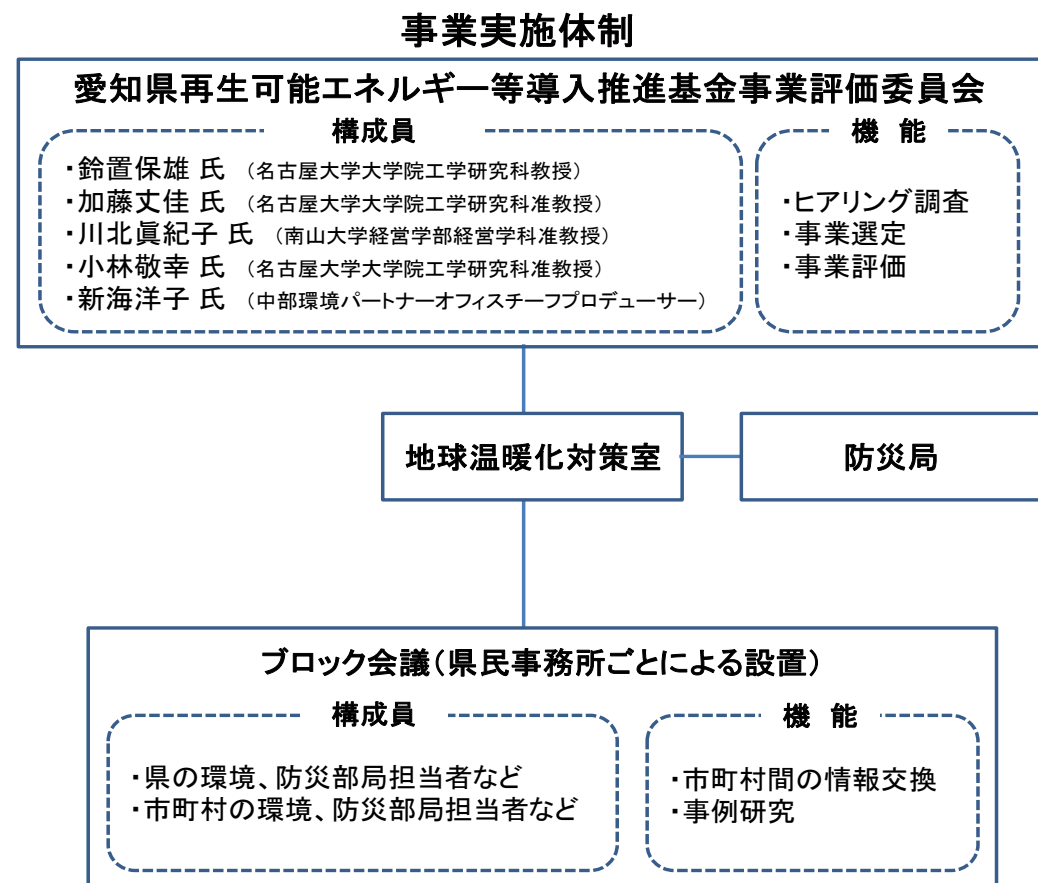 事業実施体制
愛知県再生可能エネルギー等導入推進基金事業評価委員会
構成員
・鈴置保雄 氏 （名古屋大学大学院工学研究科教授）
・加藤丈佳 氏 （名古屋大学大学院工学研究科准教授）
・川北眞紀子 氏 （南山大学経営学部経営学科准教授）
・小林敬幸 氏 （名古屋大学大学院工学研究科准教授）
・新海洋子 氏 （中部環境パートナーオフィスチーフプロデューサー）
機 能
・ヒアリング調査
・事業選定
・事業評価
地球温暖化対策室
防災局
ブロック会議（県民事務所ごとによる設置）
構成員
・県の環境、防災部局担当者など
・市町村の環境、防災部局担当者など
機 能
・市町村間の情報交換
・事例研究